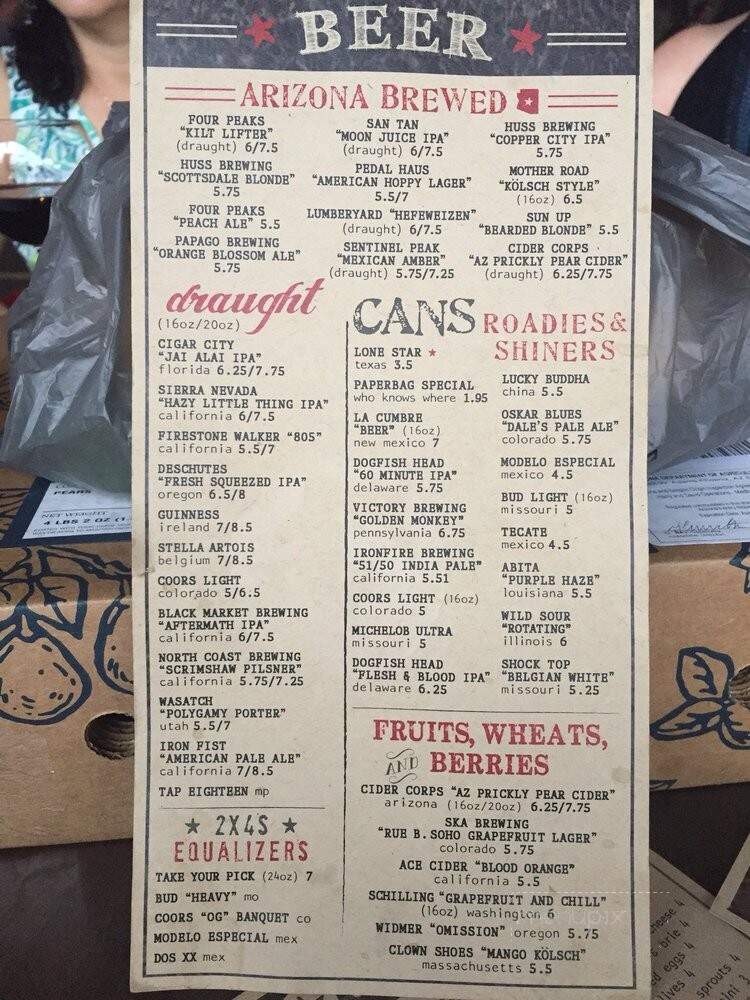 BEER
ARIZONA BREWED
FOUR PEAKS
"KILT LIFTER"
(draught) 6/7.5
HUSS BREWING
"SCOTTSDALE BLONDE"
5.75
FOUR PEAKS
"PEACH ALE" 5.5
PAPAGO BREWING
"ORANGE BLOSSOM ALE"
5.75
SAN TAN
"MOON JUICE IPA"
(draught) 6/7.5
PEDAL HAUS
"AMERICAN HOPPY LAGER"
5.5/7
LUMBERYARD "HEFEWEIZEN"
(draught) 6/7.5
SENTINEL PEAK
"MEXICAN AMBER"
(draught) 5.75/7.25
HUSS BREWING
"COPPER CITY IPA"
5.75
MOTHER ROAD
"KÖLSCH STYLE"
(16oz) 6.5
SUN UP
"BEARDED BLONDE" 5.5
CIDER CORPS
"AZ PRICKLY PEAR CIDER"
(draught) 6.25/7.75
draught
(16oz/20oz)
CIGAR CITY
"JAI ALAI IPA"
florida 6.25/7.75
SIERRA NEVADA
"HAZY LITTLE THING IPA"
california 6/7.5
FIRESTONE WALKER "805"
california 5.5/7
DESCHUTES
"FRESH SQUEEZED IPA"
oregon 6.5/8
GUINNESS
ireland 7/8.5
STELLA ARTOIS
belgium 7/8.5
COORS LIGHT
colorado 5/6.5
BLACK MARKET BREWING
"AFTERMATH IPA"
california 6/7.5
NORTH COAST BREWING
"SCRIMSHAW PILSNER"
california 5.75/7.25
WASATCH
"POLYGAMY PORTER"
utah 5.5/7
IRON FIST
"AMERICAN PALE ALE"
california 7/8.5
TAP EIGHTEEN mp
2X4S
EQUALIZERS
TAKE YOUR PICK (24oz) 7
BUD "HEAVY" mo
COORS "OG" BANQUET co
MODELO ESPECIAL mex
DOS XX mex
CANS
LONE STAR
texas 3.5
PAPERBAG SPECIAL
who knows where 1.95
LA CUMBRE
"BEER" (16oz)
new mexico 7
DOGFISH HEAD
"60 MINUTE IPA"
delaware 5.75
VICTORY BREWING
"GOLDEN MONKEY"
pennsylvania 6.75
IRONFIRE BREWING
"51/50 INDIA PALE"
california 5.51
COORS LIGHT (16oz)
colorado 5
MICHELOB ULTRA
missouri 5
DOGFISH HEAD
"FLESH & BLOOD IPA"
delaware 6.25
ROADIES &
SHINERS
LUCKY BUDDHA
china 5.5
OSKAR BLUES
"DALE'S PALE ALE"
colorado 5.75
MODELO ESPECIAL
mexico 4.5
BUD LIGHT (16oz)
missouri 5
TECATE
mexico 4.5
ABITA
"PURPLE HAZE"
louisiana 5.5
WILD SOUR
"ROTATING"
illinois 6
SHOCK TOP
"BELGIAN WHITE"
missouri 5.25
FRUITS, WHEATS,
AND BERRIES
CIDER CORPS "AZ PRICKLY PEAR CIDER"
arizona (16oz/20oz) 6.25/7.75
SKA BREWING
"RUE B. SOHO GRAPEFRUIT LAGER"
colorado 5.75
ACE CIDER "BLOOD ORANGE"
california 5.5
SCHILLING "GRAPEFRUIT AND CHILL"
(16oz) washington 6
WIDMER "OMISSION" oregon 5.75
CLOWN SHOES "MANGO KÖLSCH"
massachusetts 5.5
PEARS
NET WEIGHT
4 LBS 2 OZ
cheese 4
brie 4
eggs 4
sprouts 4